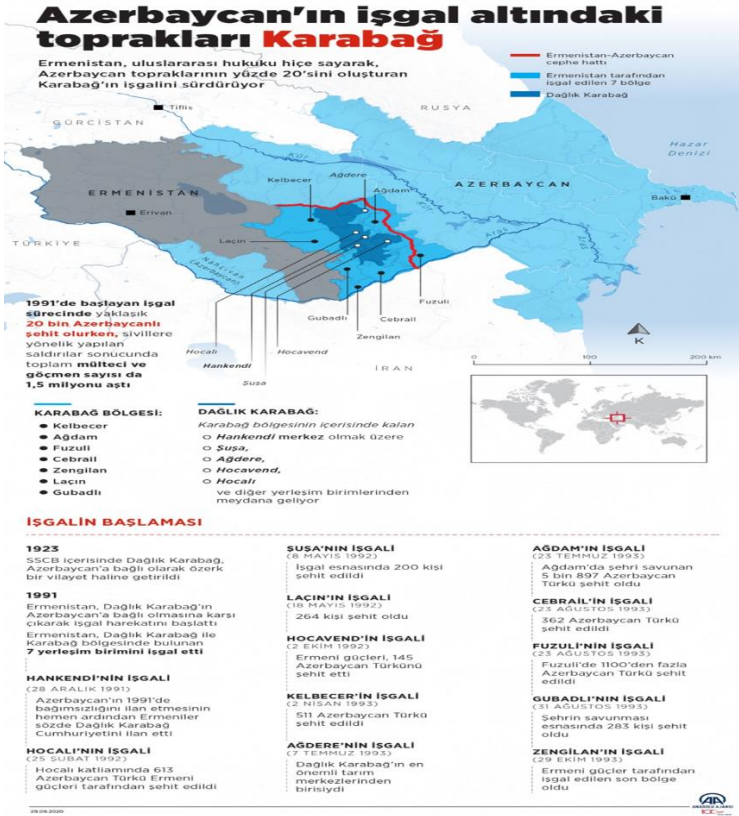 Azerbaycan'ın işgal altındaki
toprakları Karabağ
Ermenistan, uluslararası hukuku hiçe sayarak,
Azerbaycan topraklarının yüzde 20'sini oluşturan
Karabağ'ın işgalini sürdürüyor
Ermenistan-Azerbaycan
cephe hattı
Ermenistan tarafından
işgal edilen 7 bölge
Dağlık Karabağ
RUSYA
Tiflis
GÜRCİSTAN
Hazar
Denizi
Kür
Kelbecer
Ağdere
Ağdam
AZERBAYCAN
ERMENİSTAN
Bakü
Erivan
Kür
Aras
Laçın
TÜRKİYE
Nahcivan
(Azerbaycan)
Aras
Fuzuli
Gubadlı
Cebrail
Zengilan
Hocalı
Hankendi
Şuşa
Hocavend
İRAN
K
0
100
200 km
1991'de başlayan işgal
sürecinde yaklaşık
20 bin Azerbaycanlı
şehit olurken, sivillere
yönelik yapılan
saldırılar sonucunda
toplam mülteci ve
göçmen sayısı da
1,5 milyonu aştı
KARABAĞ BÖLGESİ:
Kelbecer
Ağdam
Fuzuli
Cebrail
Zengilan
Laçın
Gubadlı
DAĞLIK KARABAĞ:
Karabağ bölgesinin içerisinde kalan
Hankendi merkez olmak üzere
Şuşa,
Ağdere,
Hocavend,
Hocalı
ve diğer yerleşim birimlerinden
meydana geliyor
İŞGALİN BAŞLAMASI
1923
SSCB içerisinde Dağlık Karabağ,
Azerbaycan'a bağlı olarak özerk
bir vilayet haline getirildi
1991
Ermenistan, Dağlık Karabağ'ın
Azerbaycan'a bağlı olmasına karşı
çıkarak işgal harekatını başlattı
Ermenistan, Dağlık Karabağ ile
Karabağ bölgesinde bulunan
7 yerleşim birimini işgal etti
HANKENDİ'NİN İŞGALİ
(28 ARALIK 1991)
Azerbaycan'ın 1991'de
bağımsızlığını ilan etmesinin
hemen ardından Ermeniler
sözde Dağlık Karabağ
Cumhuriyetini ilan etti
HOCALI'NIN İŞGALİ
(25 ŞUBAT 1992)
Hocalı katliamında 613
Azerbaycan Türkü Ermeni
güçleri tarafından şehit edildi
ŞUŞA'NIN İŞGALİ
(8 MAYIS 1992)
İşgal esnasında 200 kişi
şehit edildi
LAÇIN'IN İŞGALİ
(18 MAYIS 1992)
264 kişi şehit oldu
HOCAVEND'İN İŞGALİ
(2 EKİM 1992)
Ermeni güçleri, 145
Azerbaycan Türkünü
şehit etti
KELBECER'İN İŞGALİ
(2 NİSAN 1993)
511 Azerbaycan Türkü
şehit edildi
AĞDERE'NİN İŞGALİ
(7 TEMMUZ 1993)
Dağlık Karabağ'ın en
önemli tarım
merkezlerinden
birisiydi
AĞDAM'IN İŞGALİ
(23 TEMMUZ 1993)
Ağdam'da şehri savunan
5 bin 897 Azerbaycan
Türkü şehit oldu
CEBRAİL'İN İŞGALİ
(23 AĞUSTOS 1993)
362 Azerbaycan Türkü
şehit edildi
FUZULİ'NİN İŞGALİ
(23 AĞUSTOS 1993)
Fuzuli'de 1100'den fazla
Azerbaycan Türkü şehit
edildi
GUBADLI'NIN İŞGALİ
(31 AĞUSTOS 1993)
Şehrin savunması
esnasında 283 kişi şehit
oldu
ZENGİLAN'IN İŞGALİ
(29 EKİM 1993)
Ermeni güçler tarafından
işgal edilen son bölge
oldu
29.09.2020
AA
ANADOLU AJANSI
100